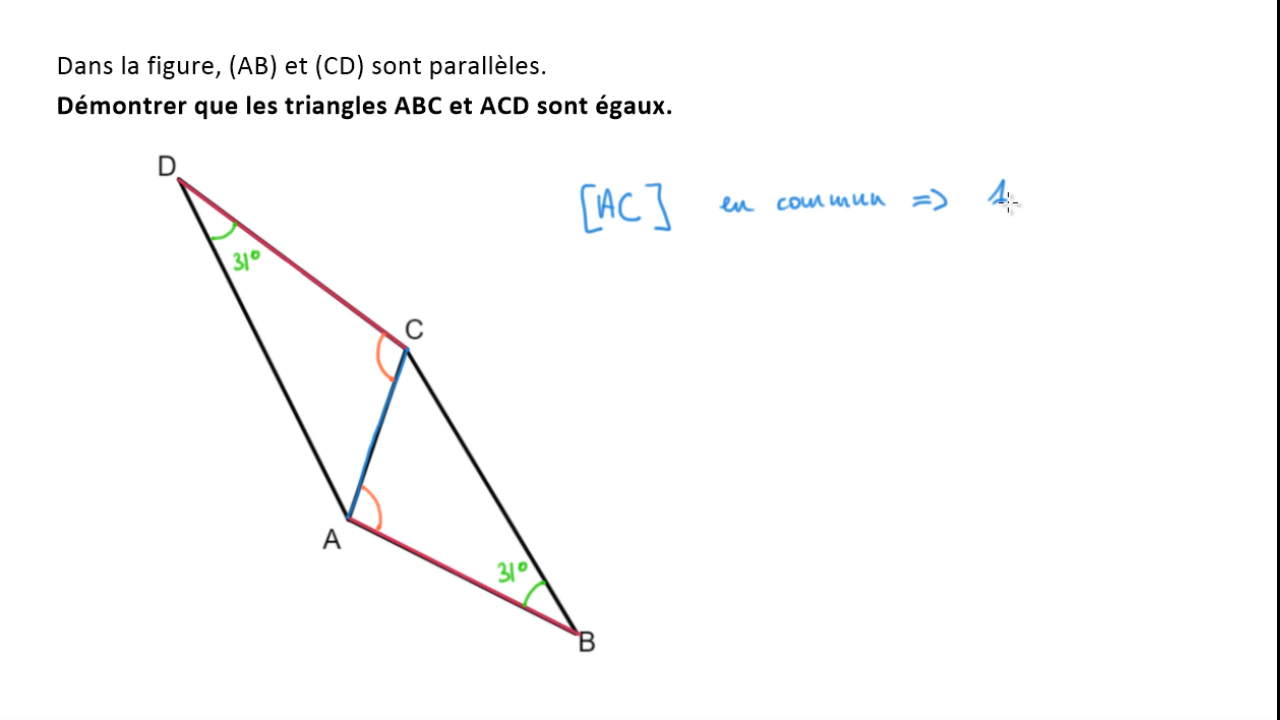 Dans la figure, (AB) et (CD) sont parallèles.
Démontrer que les triangles ABC et ACD sont égaux.
D
[AC] en commun => 1
31°
C
A
31°
B